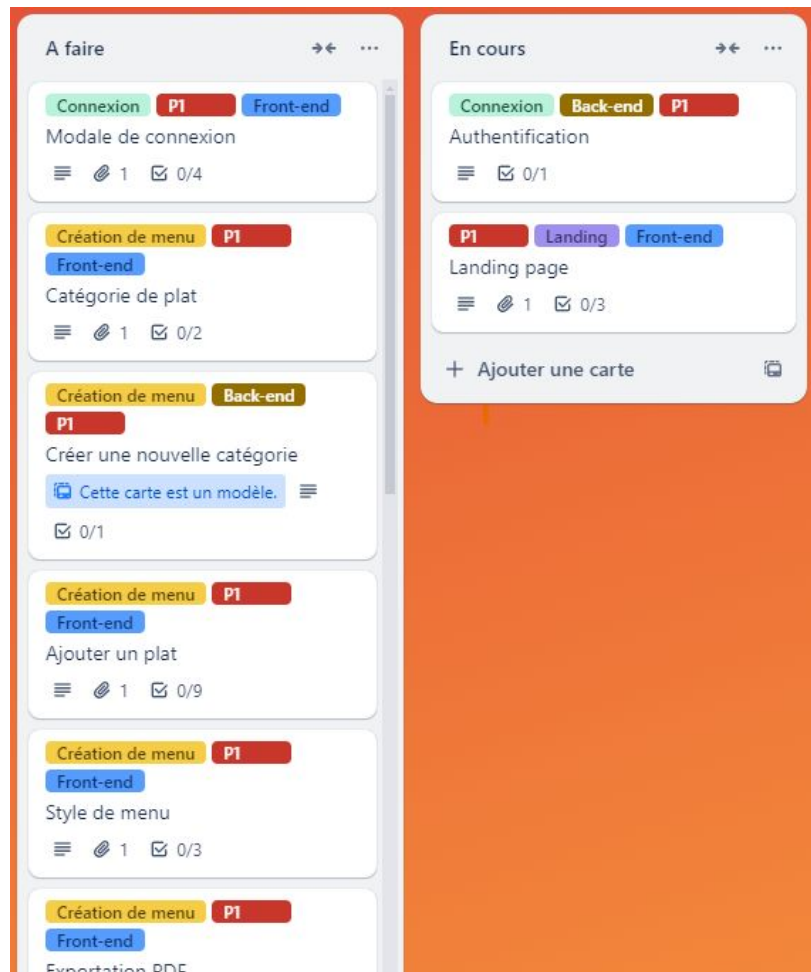 A faire
Connexion P1 Front-end
Modale de connexion
1 0/4
Création de menu P1
Front-end
Catégorie de plat
1 0/2
Création de menu Back-end
P1
Créer une nouvelle catégorie
Cette carte est un modèle.
0/1
Création de menu P1
Front-end
Ajouter un plat
1 0/9
Création de menu P1
Front-end
Style de menu
1 0/3
Création de menu P1
Front-end
Exportation PDF
En cours
Connexion Back-end P1
Authentification
0/1
P1 Landing Front-end
Landing page
1 0/3
+ Ajouter une carte